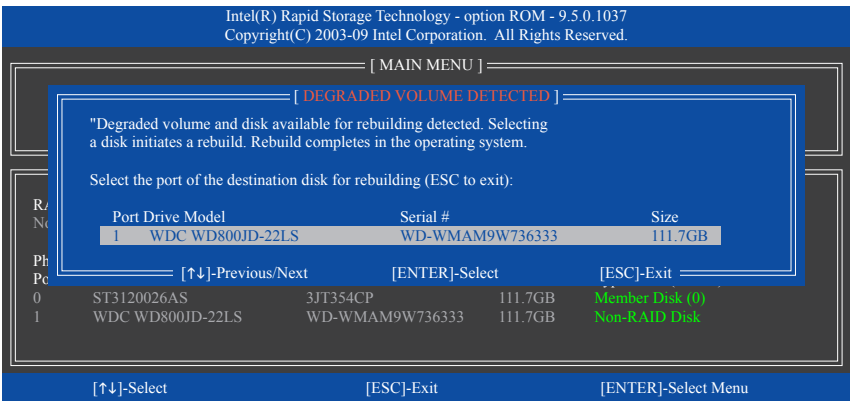 Intel(R) Rapid Storage Technology - option ROM - 9.5.0.1037
Copyright(C) 2003-09 Intel Corporation.  All Rights Reserved.
[ MAIN MENU ]
[ DEGRADED VOLUME DETECTED ]
"Degraded volume and disk available for rebuilding detected. Selecting
a disk initiates a rebuild. Rebuild completes in the operating system.
Select the port of the destination disk for rebuilding (ESC to exit):
Port Drive Model Serial # Size
1 WDC WD800JD-22LS WD-WMAM9W736333 111.7GB
[↑↓]-Previous/Next [ENTER]-Select [ESC]-Exit
0 ST3120026AS 3JT354CP 111.7GB Member Disk (0)
1 WDC WD800JD-22LS WD-WMAM9W736333 111.7GB Non-RAID Disk
[↑↓]-Select [ESC]-Exit [ENTER]-Select Menu